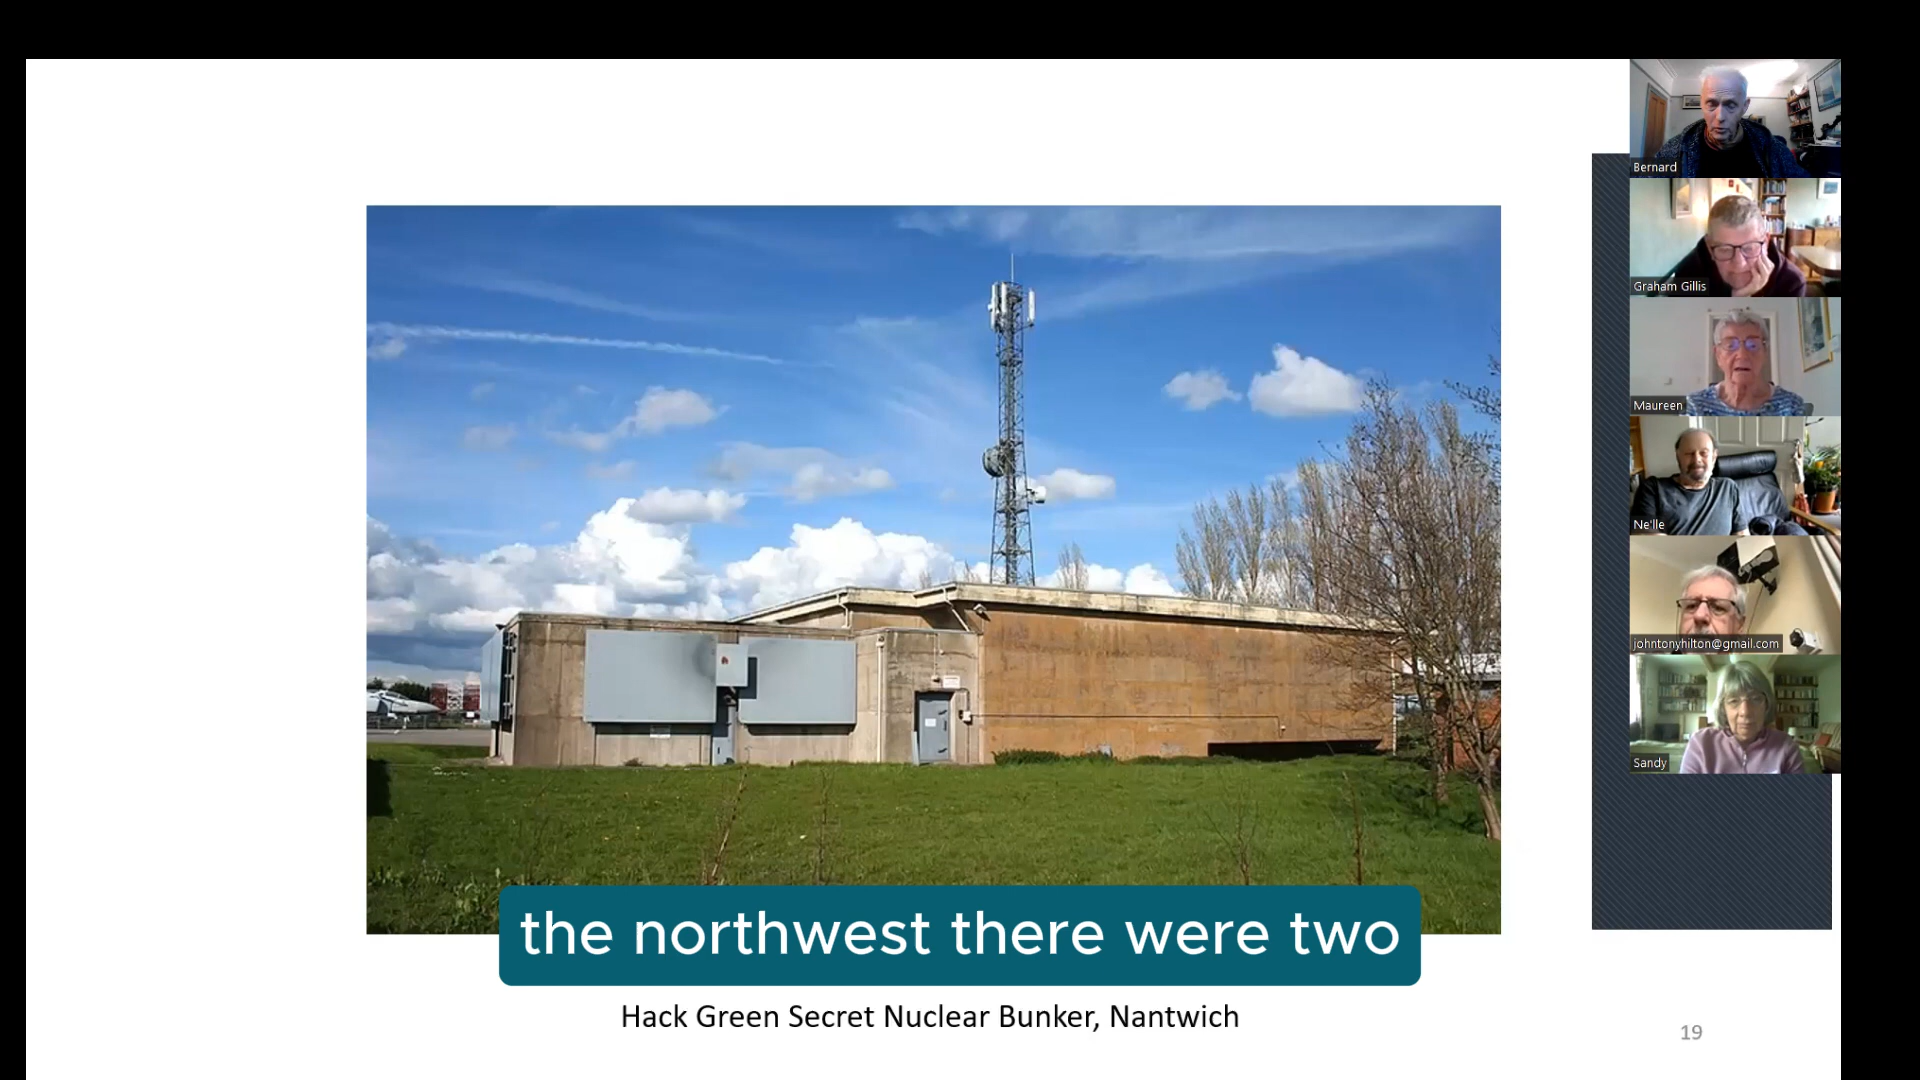 Bernard
Graham Gillis
Maureen
Ne'lle
johntonyhilton@gmail.com
Sandy
the northwest there were two
Hack Green Secret Nuclear Bunker, Nantwich
19